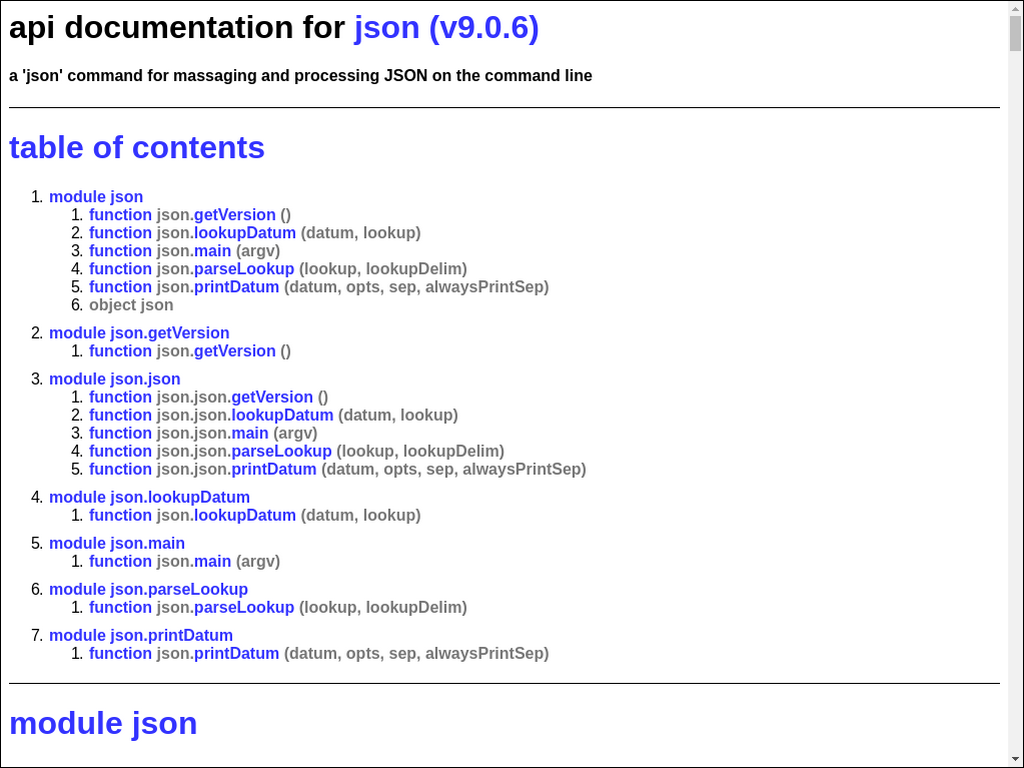 api documentation for json (v9.0.6)
a 'json' command for massaging and processing JSON on the command line
table of contents
1. module json
1. function json.getVersion ()
2. function json.lookupDatum (datum, lookup)
3. function json.main (argv)
4. function json.parseLookup (lookup, lookupDelim)
5. function json.printDatum (datum, opts, sep, alwaysPrintSep)
6. object json
2. module json.getVersion
1. function json.getVersion ()
3. module json.json
1. function json.json.getVersion ()
2. function json.json.lookupDatum (datum, lookup)
3. function json.json.main (argv)
4. function json.json.parseLookup (lookup, lookupDelim)
5. function json.json.printDatum (datum, opts, sep, alwaysPrintSep)
4. module json.lookupDatum
1. function json.lookupDatum (datum, lookup)
5. module json.main
1. function json.main (argv)
6. module json.parseLookup
1. function json.parseLookup (lookup, lookupDelim)
7. module json.printDatum
1. function json.printDatum (datum, opts, sep, alwaysPrintSep)
module json